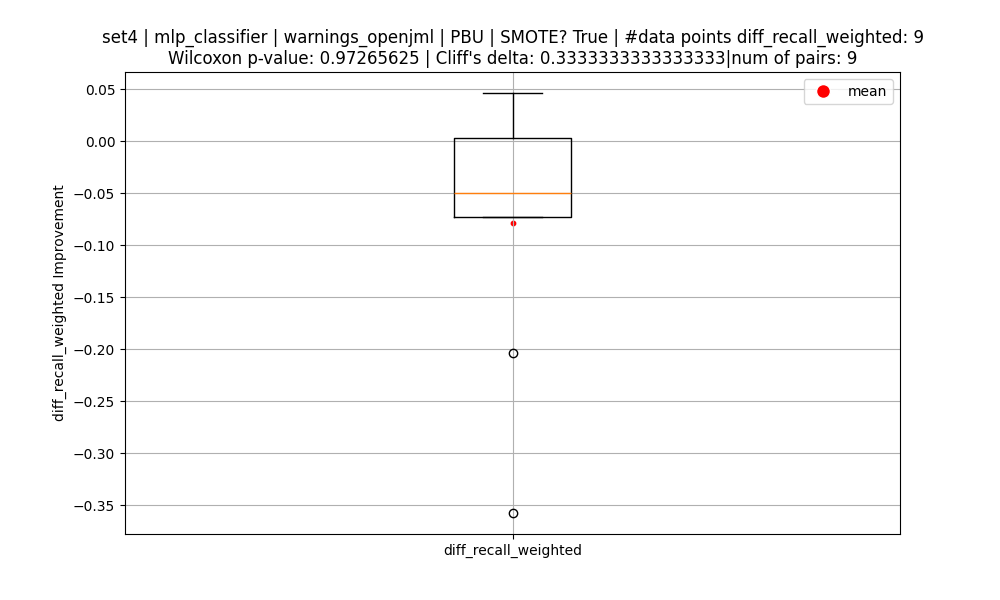 set4 | mlp_classifier | warnings_openjml | PBU | SMOTE? True | #data points diff_recall_weighted: 9
Wilcoxon p-value: 0.97265625 | Cliff's delta: 0.3333333333333333|num of pairs: 9
mean
0.05
0.00
−0.05
−0.10
−0.15
−0.20
−0.25
−0.30
−0.35
diff_recall_weighted Improvement
diff_recall_weighted